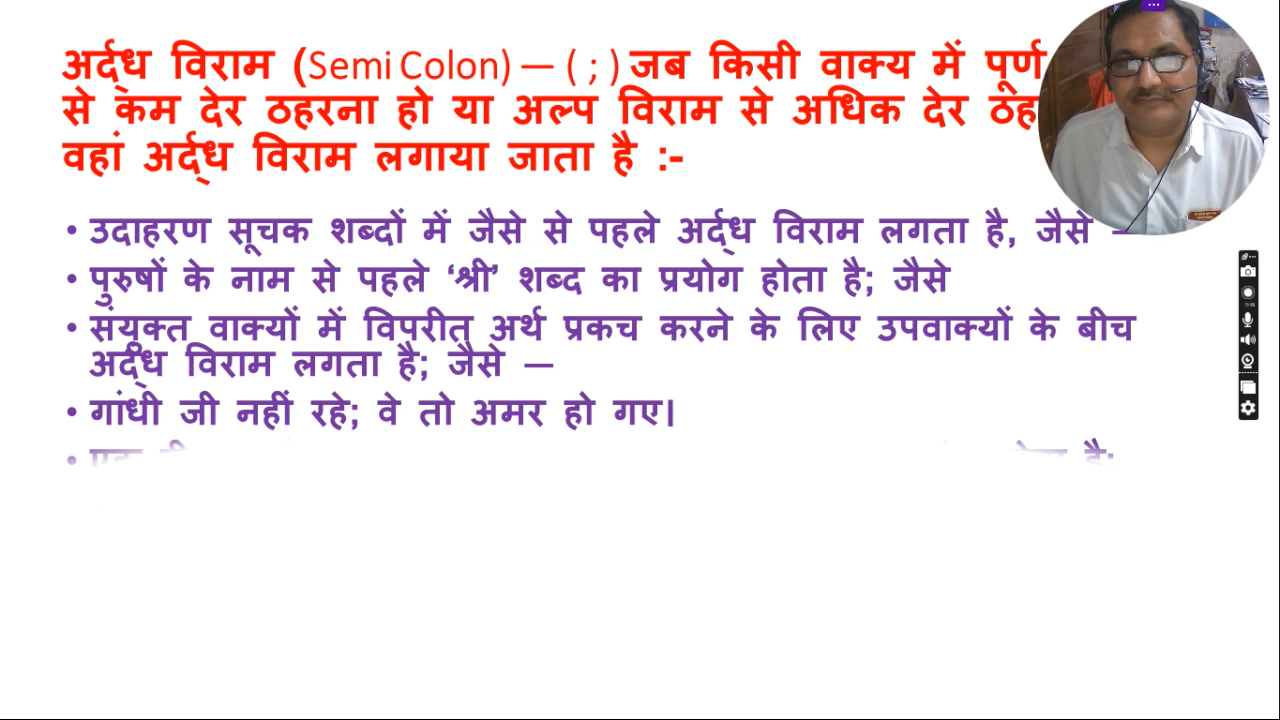 अर्द्ध विराम (Semi Colon) — ( ; ) जब किसी वाक्य में पूर्ण
से कम देर ठहरना हो या अल्प विराम से अधिक देर
वहां अर्द्ध विराम लगाया जाता है :-
• उदाहरण सूचक शब्दों में जैसे से पहले अर्द्ध विराम लगता है, जैसे —
• पुरुषों के नाम से पहले ‘श्री’ शब्द का प्रयोग होता है; जैसे
• संयुक्त वाक्यों में विपरीत अर्थ प्रकच करने के लिए उपवाक्यों के बीच
अर्द्ध विराम लगता है; जैसे —
• गांधी जी नहीं रहे; वे तो अमर हो गए।